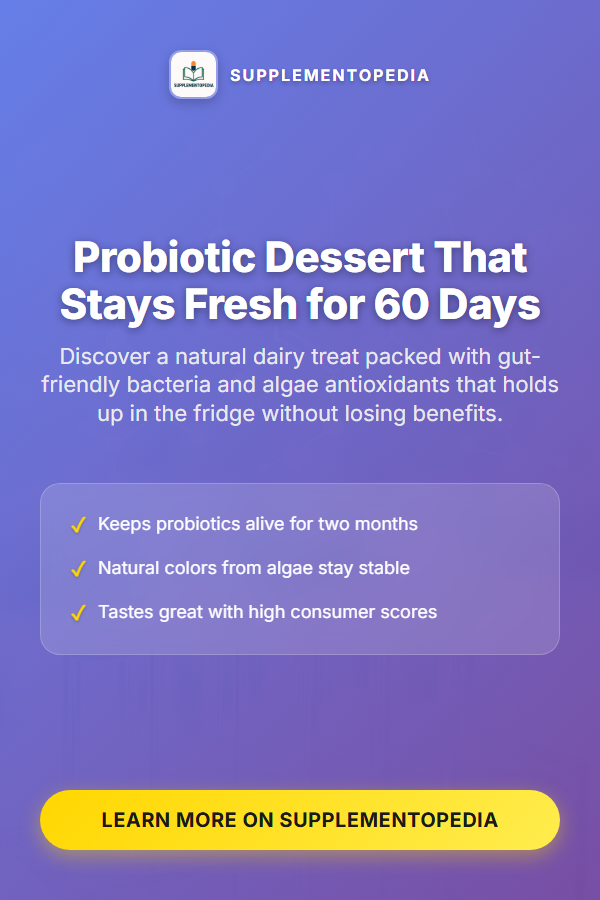 SUPPLEMENTOPEDIA
SUPPLEMENTOPEDIA
Probiotic Dessert That
Stays Fresh for 60 Days
Discover a natural dairy treat packed with gut-
friendly bacteria and algae antioxidants that holds
up in the fridge without losing benefits.
✓ Keeps probiotics alive for two months
✓ Natural colors from algae stay stable
✓ Tastes great with high consumer scores
LEARN MORE ON SUPPLEMENTOPEDIA